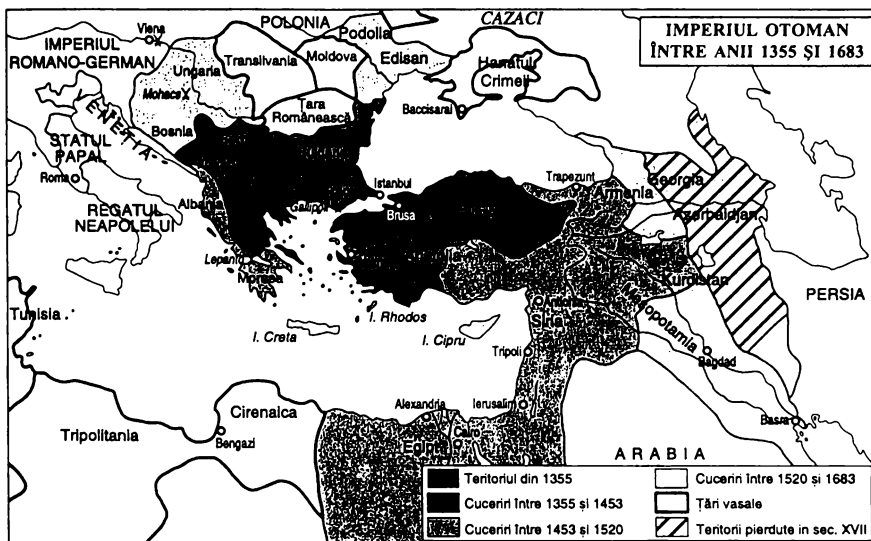 POLONIA
CAZACI
IMPERIUL OTOMAN
ÎNTRE ANII 1355 ȘI 1683
Viena
Podolia
IMPERIUL
ROMANO-GERMAN
Ungaria
Transilvania
Moldova
Edisan
Hanatul
Crimeii
Mohacs
Baccisarai
Țara
Românească
VENEȚIA
Bosnia
STATUL
PAPAL
Roma
Albania
Istanbul
Gallipoli
Brusa
Trapezunt
Georgia
Armenia
Azerbaidjan
REGATUL
NEAPOLELUI
Lepanto
Moreea
Kurdistan
PERSIA
Tunisia
I. Rhodos
Antiohia
Mesopotamia
I. Creta
I. Cipru
Siria
Tripoli
Bagdad
Cirenaica
Alexandria
Ierusalim
Tripolitania
Bengazi
Cairo
Egipt
Basra
ARABIA
Teritoriul din 1355
Cuceriri între 1355 și 1453
Cuceriri între 1453 și 1520
Cuceriri între 1520 și 1683
Țări vasale
Teritorii pierdute in sec. XVII